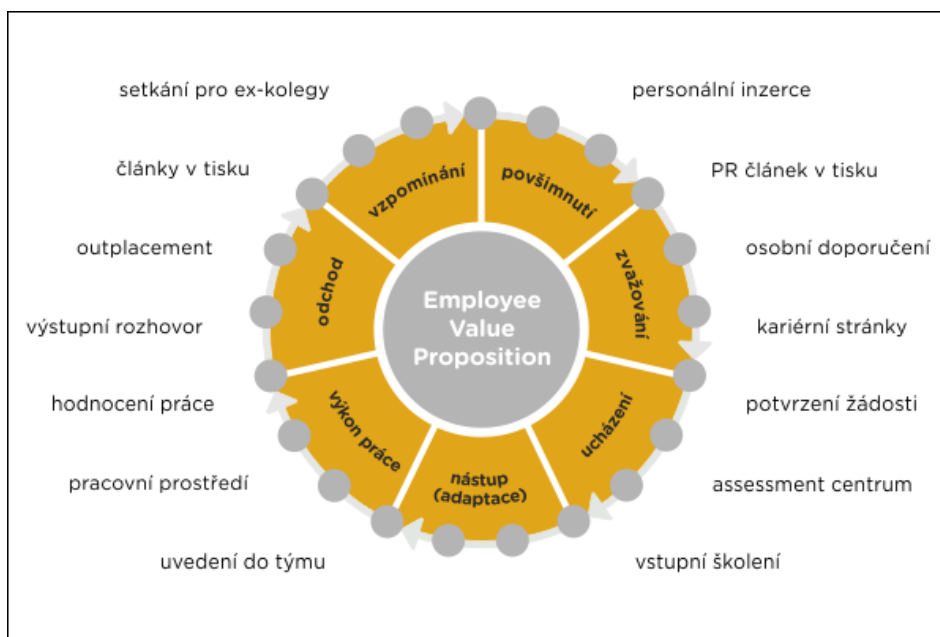 setkání pro ex-kolegy
personální inzerce
články v tisku
PR článek v tisku
vzpomínání
povšimnutí
outplacement
osobní doporučení
odchod
zvažování
Employee
Value
Proposition
výstupní rozhovor
kariérní stránky
hodnocení práce
potvrzení žádosti
výkon práce
ucházení
nástup
(adaptace)
pracovní prostředí
assessment centrum
uvedení do týmu
vstupní školení